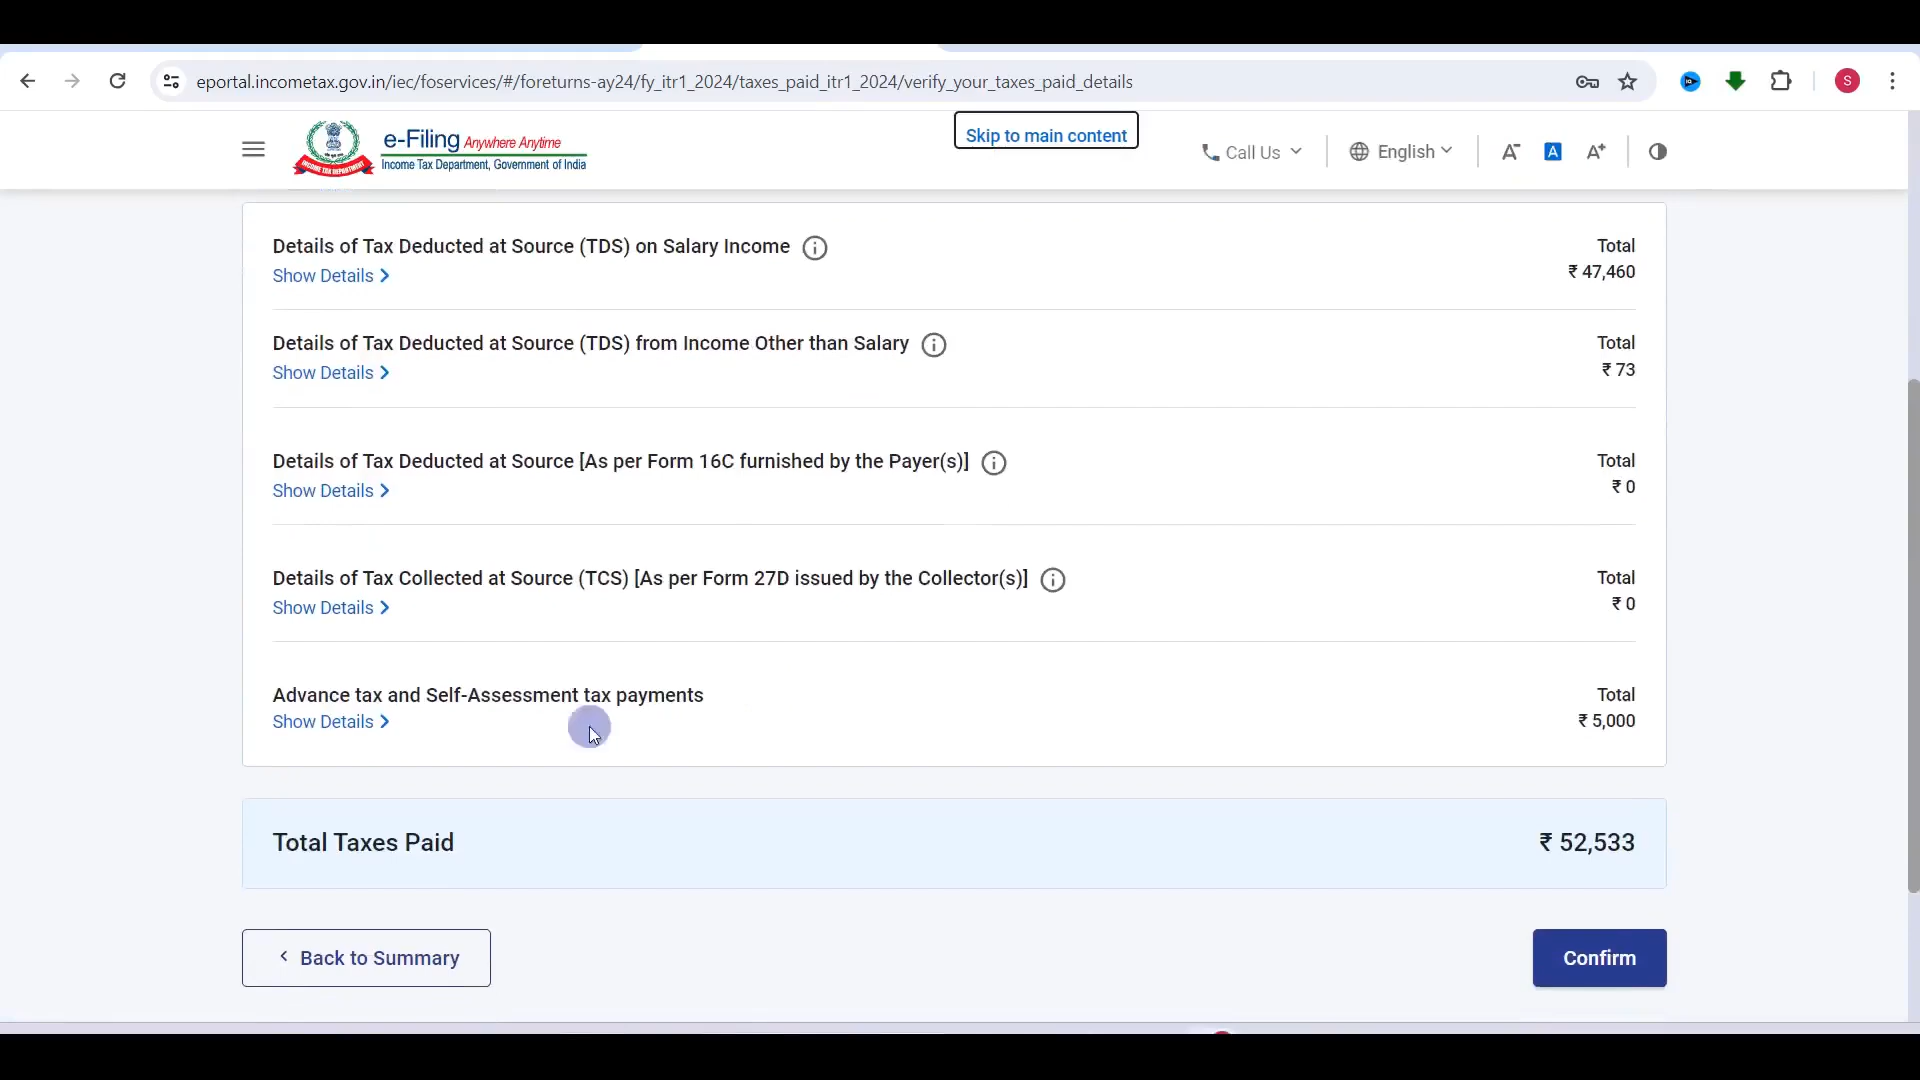 eportal.incometax.gov.in/iec/foservices/#/foreturns-ay24/fy_itr1_2024/taxes_paid_itr1_2024/verify_your_taxes_paid_details
S
e-Filing Anywhere Anytime
Income Tax Department, Government of India
INCOME TAX DEPARTMENT
Skip to main content
Call Us
English
A-
A
A+
Details of Tax Deducted at Source (TDS) on Salary Income
Total
Show Details
₹ 47,460
Details of Tax Deducted at Source (TDS) from Income Other than Salary
Total
Show Details
₹ 73
Details of Tax Deducted at Source [As per Form 16C furnished by the Payer(s)]
Total
Show Details
₹ 0
Details of Tax Collected at Source (TCS) [As per Form 27D issued by the Collector(s)]
Total
Show Details
₹ 0
Advance tax and Self-Assessment tax payments
Total
Show Details
₹ 5,000
Total Taxes Paid
₹ 52,533
Back to Summary
Confirm